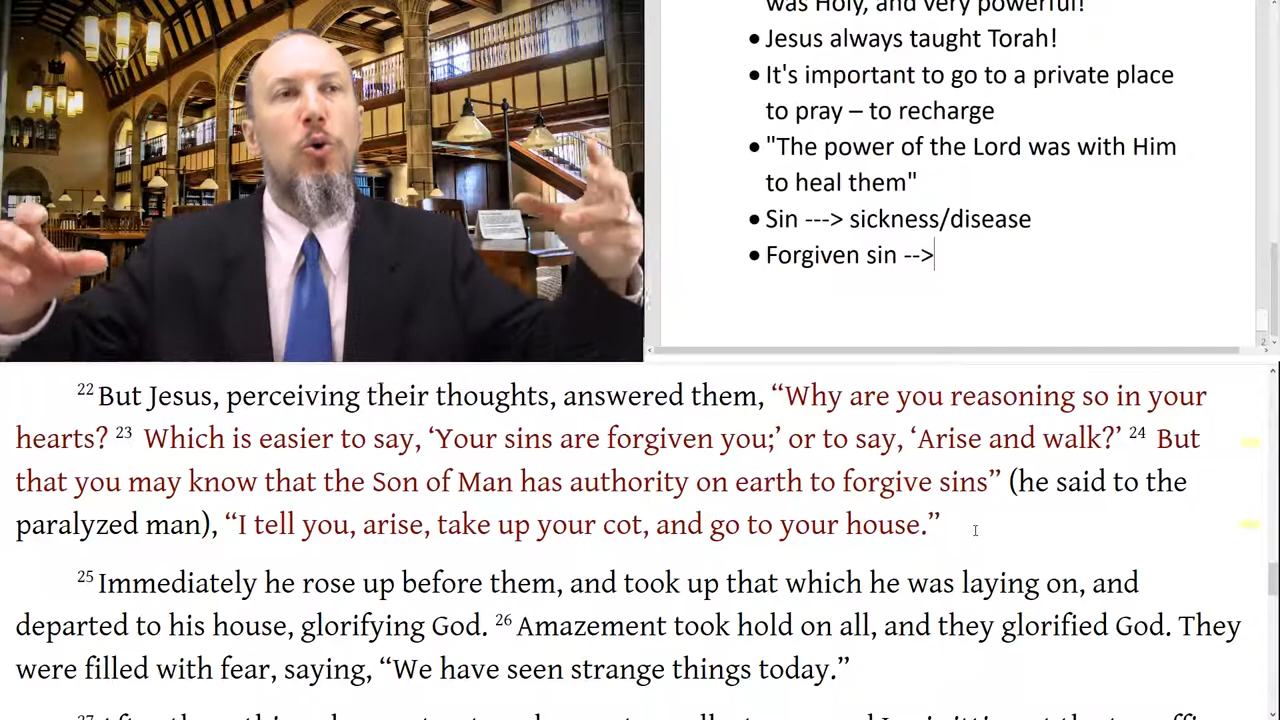 was Holy, and very powerful!
• Jesus always taught Torah!
• It's important to go to a private place
to pray – to recharge
• "The power of the Lord was with Him
to heal them"
• Sin ---> sickness/disease
• Forgiven sin -->
2
22 But Jesus, perceiving their thoughts, answered them, “Why are you reasoning so in your
hearts? 23 Which is easier to say, ‘Your sins are forgiven you;’ or to say, ‘Arise and walk?’ 24 But
that you may know that the Son of Man has authority on earth to forgive sins” (he said to the
paralyzed man), “I tell you, arise, take up your cot, and go to your house.”
25 Immediately he rose up before them, and took up that which he was laying on, and
departed to his house, glorifying God. 26 Amazement took hold on all, and they glorified God. They
were filled with fear, saying, “We have seen strange things today.”